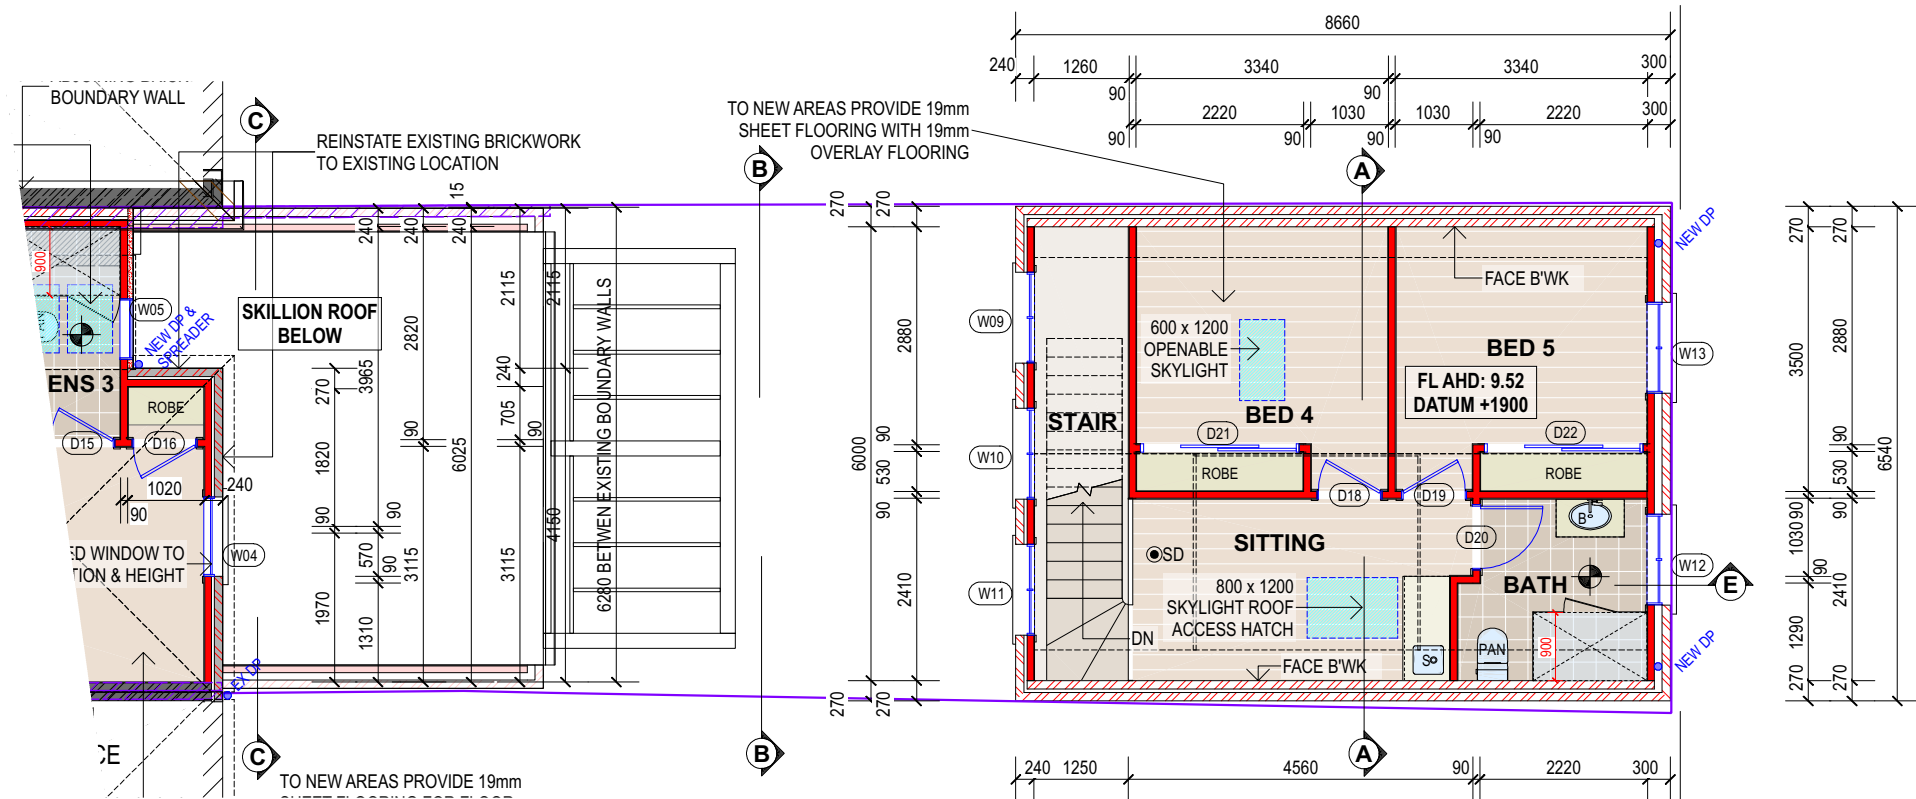 8660
240 1260 3340 3340 300
90 90
2220 1030 1030 2220 300
90 90 90 90
BOUNDARY WALL
C
REINSTATE EXISTING BRICKWORK
TO EXISTING LOCATION
TO NEW AREAS PROVIDE 19mm
SHEET FLOORING WITH 19mm
OVERLAY FLOORING
B
A
15
240
240
240
270
270
270
270
NEW DP
900
W05
NEW DP &
SPREADER
SKILLION ROOF
BELOW
ENS 3
ROBE
D15
D16
1020
90
240
W04
ED WINDOW TO
TION & HEIGHT
EX DP
CE
C
TO NEW AREAS PROVIDE 19mm
270
3965
2820
1820
90
6025
90
90
570
90
3115
1970
1310
2115
2115
240
705
90
3115
4150
6280 BETWEN EXISTING BOUNDARY WALLS
B
2880
6000
90
530
90
2410
270
270
W09
W10
W11
STAIR
DN
600 x 1200
OPENABLE
SKYLIGHT
BED 4
D21
ROBE
D18
FACE B'WK
BED 5
FL AHD: 9.52
DATUM +1900
D22
ROBE
D19
W13
SITTING
SD
800 x 1200
SKYLIGHT ROOF
ACCESS HATCH
FACE B'WK
S
D20
B
BATH
PAN
900
W12
E
NEW DP
A
3500
2880
6540
90
530
90
90
1030
90
2410
1290
270
270
240 1250 4560 90 2220 300